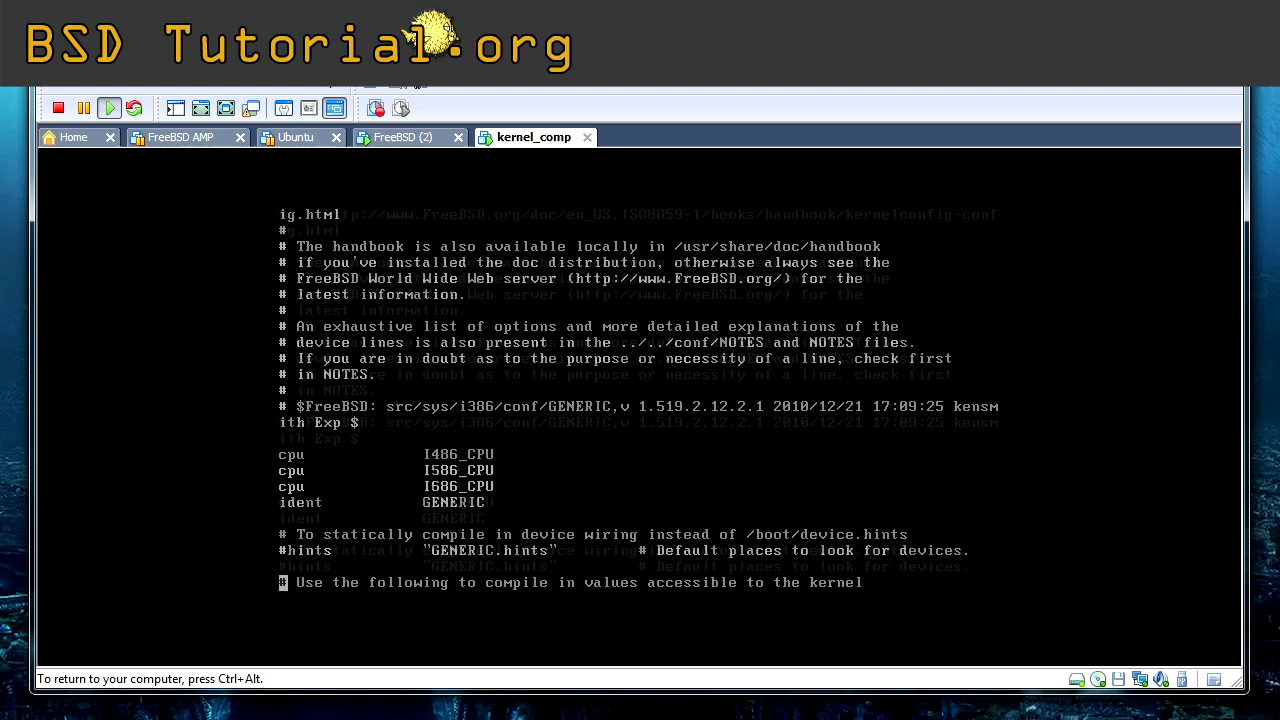 BSD Tutorial.org
Home
FreeBSD AMP
Ubuntu
FreeBSD (2)
kernel_comp
ig.html
#
# The handbook is also available locally in /usr/share/doc/handbook
# if you've installed the doc distribution, otherwise always see the
# FreeBSD World Wide Web server (http://www.FreeBSD.org/) for the
# latest information.
#
# An exhaustive list of options and more detailed explanations of the
# device lines is also present in the ../../conf/NOTES and NOTES files.
# If you are in doubt as to the purpose or necessity of a line, check first
# in NOTES.
#
# $FreeBSD: src/sys/i386/conf/GENERIC,v 1.519.2.12.2.1 2010/12/21 17:09:25 kensm
ith Exp $
cpu I486_CPU
cpu I586_CPU
cpu I686_CPU
ident GENERIC
# To statically compile in device wiring instead of /boot/device.hints
#hints "GENERIC.hints" # Default places to look for devices.
# Use the following to compile in values accessible to the kernel
To return to your computer, press Ctrl+Alt.